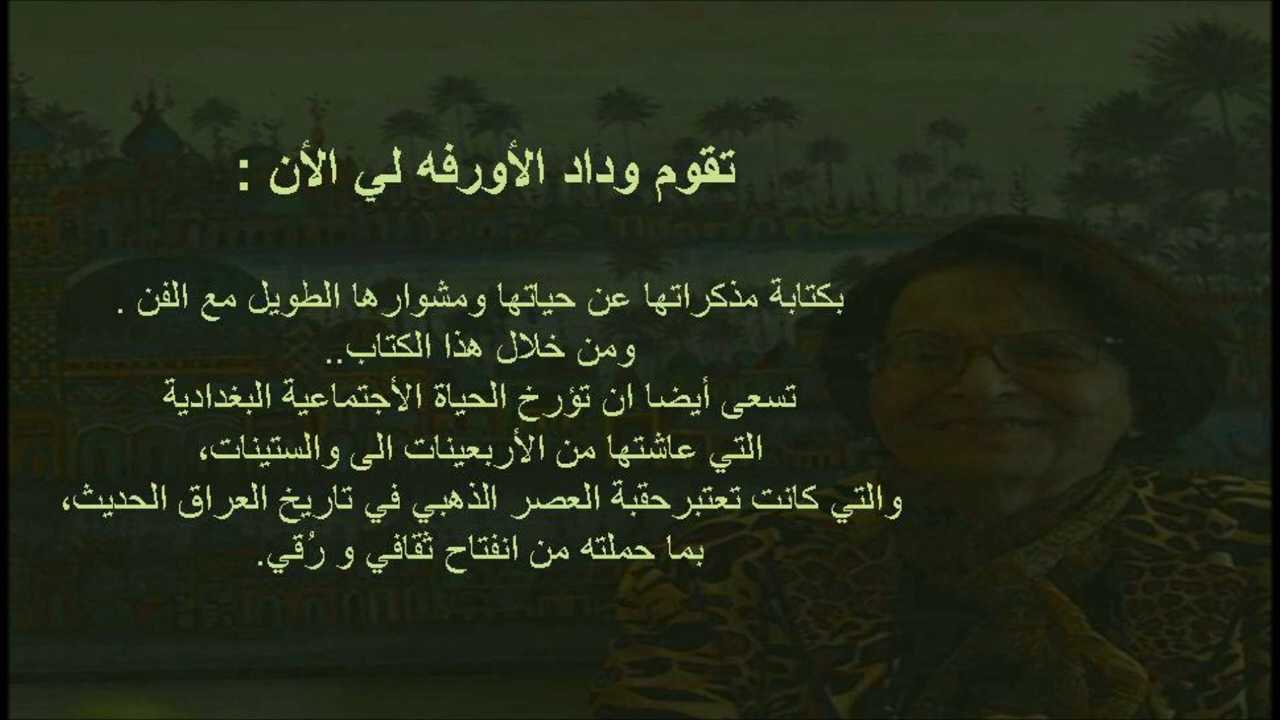 تقوم وداد الأورفه لي الأن :
بكتابة مذكراتها عن حياتها ومشوارها الطويل مع الفن .
ومن خلال هذا الكتاب..
تسعى أيضا ان تؤرخ الحياة الأجتماعية البغدادية
التي عاشتها من الأربعينات الى والستينات،
والتي كانت تعتبرحقبة العصر الذهبي في تاريخ العراق الحديث،
بما حملته من انفتاح ثقافي و رُقي.